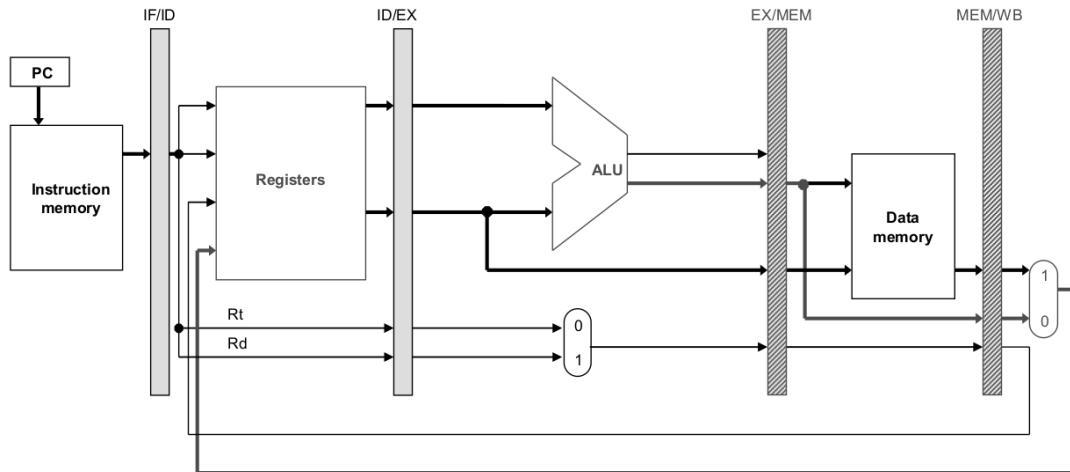 IF/ID
ID/EX
EX/MEM
MEM/WB
PC
Instruction
memory
Registers
ALU
Data
memory
1
0
Rt
Rd
0
1